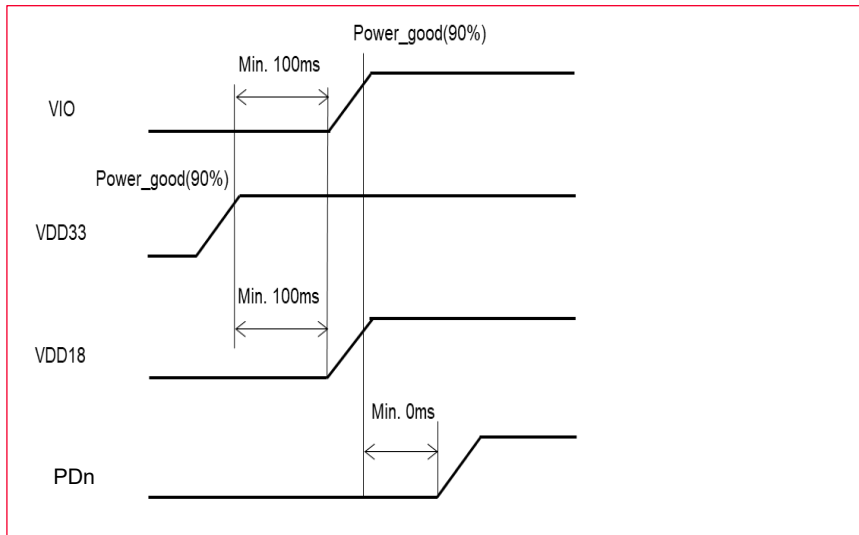 Power_good(90%)
Min. 100ms
VIO
Power_good(90%)
VDD33
Min. 100ms
VDD18
Min. 0ms
PDn